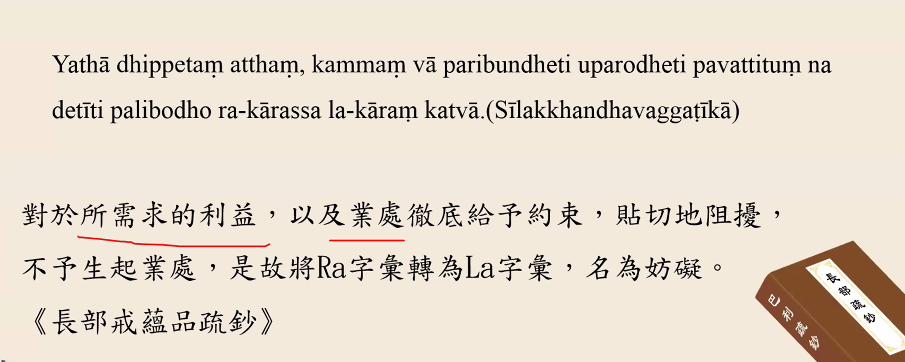 Yathā dhippetaṃ atthaṃ, kammaṃ vā paribundheti uparodheti pavattituṃ na
detīti palibodho ra-kārassa la-kāraṃ katvā.(Sīlakkhandhavaggaṭīkā)
對於所需求的利益，以及業處徹底給予約束，貼切地阻擾，
不予生起業處，是故將Ra字彙轉為La字彙，名為妨礙。
《長部戒蘊品疏鈔》
長部疏鈔
巴利疏鈔